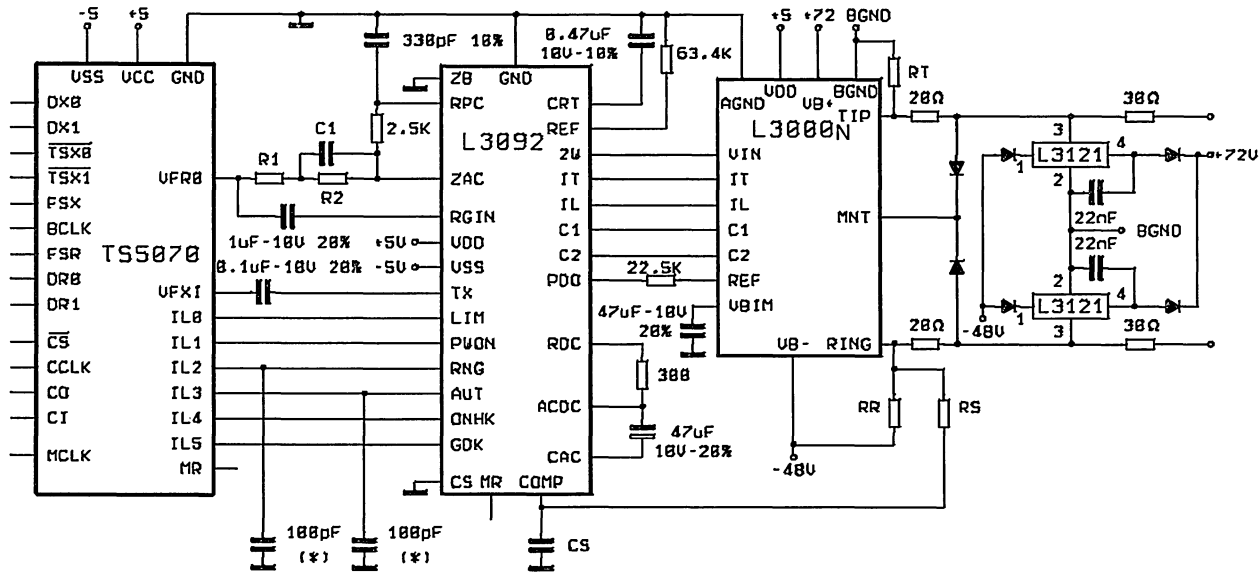 -5
+5
VSS
VCC
GND
DX0
DX1
TSX0
TSX1
FSX
BCLK
FSR
DR0
DR1
CS
CCLK
CO
CI
MCLK
TS5070
VFR0
VFXI
IL0
IL1
IL2
IL3
IL4
IL5
MR
330pF 10%
2.5K
C1
R1
R2
1uF-10V 20%
0.1uF-10V 20%
+5V
-5V
100pF
(*)
100pF
(*)
ZB
GND
RPC
L3092
ZAC
RGIN
VDD
VSS
TX
LIM
PWON
RNG
AUT
ONHK
GDK
CS
MR
COMP
CRT
REF
2W
IT
IL
C1
C2
PDO
RDC
ACDC
CAC
0.47uF
10V-10%
63.4K
22.5K
47uF-10V
20%
300
47uF
10V-20%
CS
+5
+72
BGND
AGND
VDD
VB+
BGND
TIP
L3000N
VIN
IT
IL
C1
C2
REF
VBIM
VB-
RING
MNT
-48V
RT
20Ω
30Ω
3
L3121
4
1
2
+72V
22nF
BGND
22nF
2
L3121
4
1
3
-48V
20Ω
30Ω
RR
RS